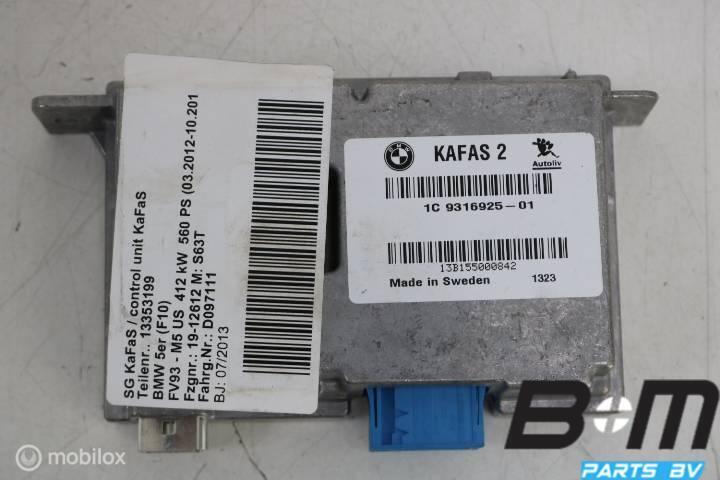 SG KaFaS / control unit KaFaS
Teilenr.: 13353199
BMW 5er (F10)
FV93 - M5 US 412 kW 560 PS (03.2012-10.201
Fzgnr.: 19-12612 M: S63T
Fahrg.Nr.: D097111
BJ: 07/2013
BMW
KAFAS 2
Autoliv
1C 9316925-01
13B155000842
Made in Sweden 1323
B+M
PARTS BV
mobilox